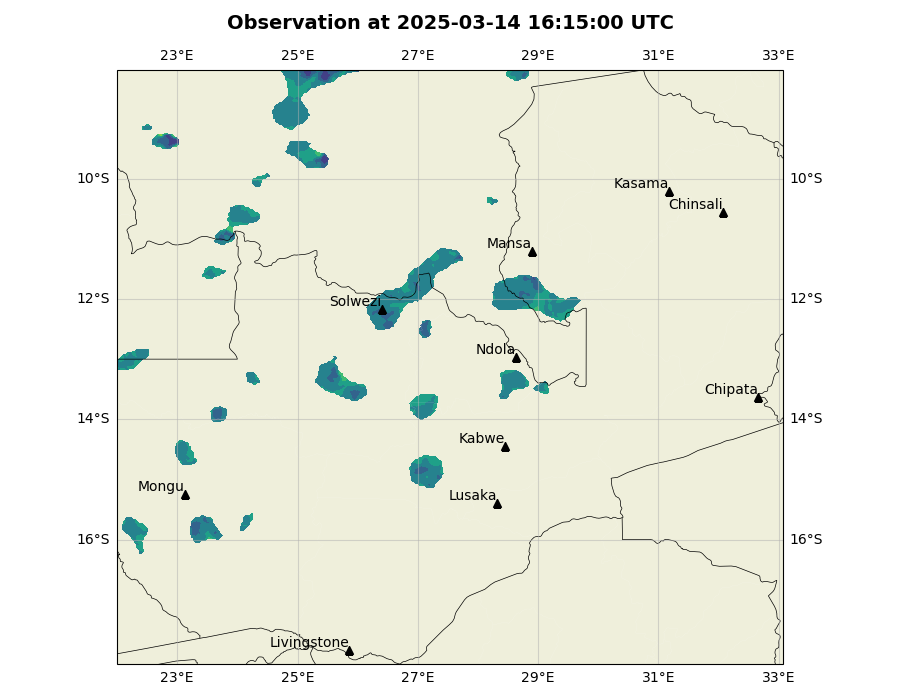 Observation at 2025-03-14 16:15:00 UTC
23°E 25°E 27°E 29°E 31°E 33°E
10°S 10°S
Kasama
Chinsali
Mansa
12°S 12°S
Solwezi
Ndola
Chipata
14°S 14°S
Kabwe
Mongu
Lusaka
16°S 16°S
Livingstone
23°E 25°E 27°E 29°E 31°E 33°E